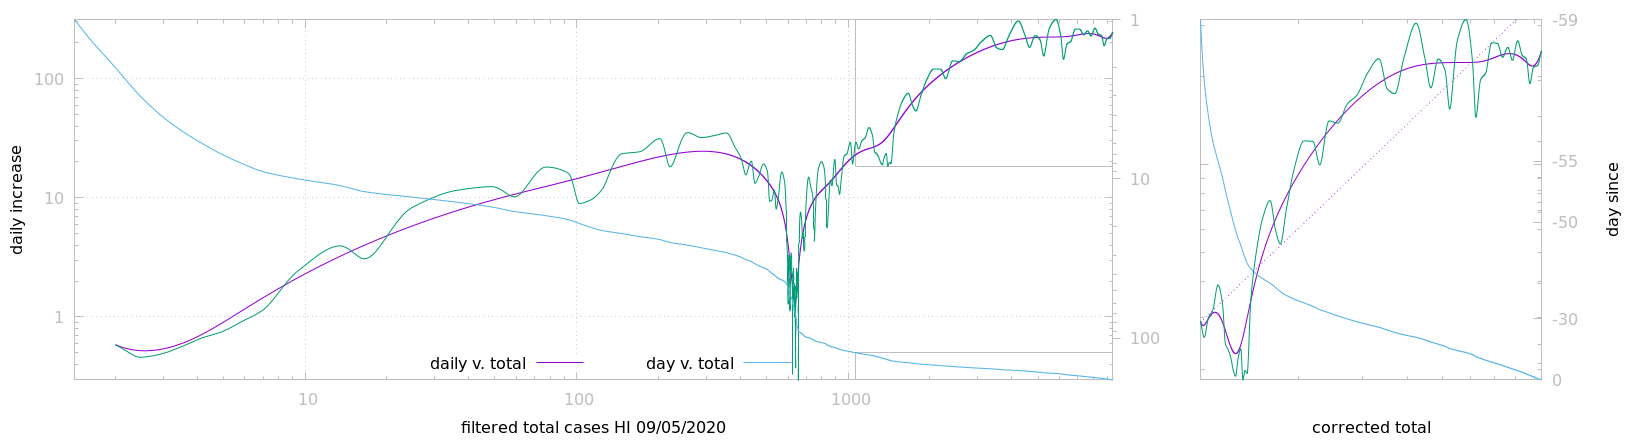 daily increase
100
10
1
10
100
1000
filtered total cases HI 09/05/2020
daily v. total
day v. total
1
10
100
-59
-55
-50
-30
0
day since
corrected total